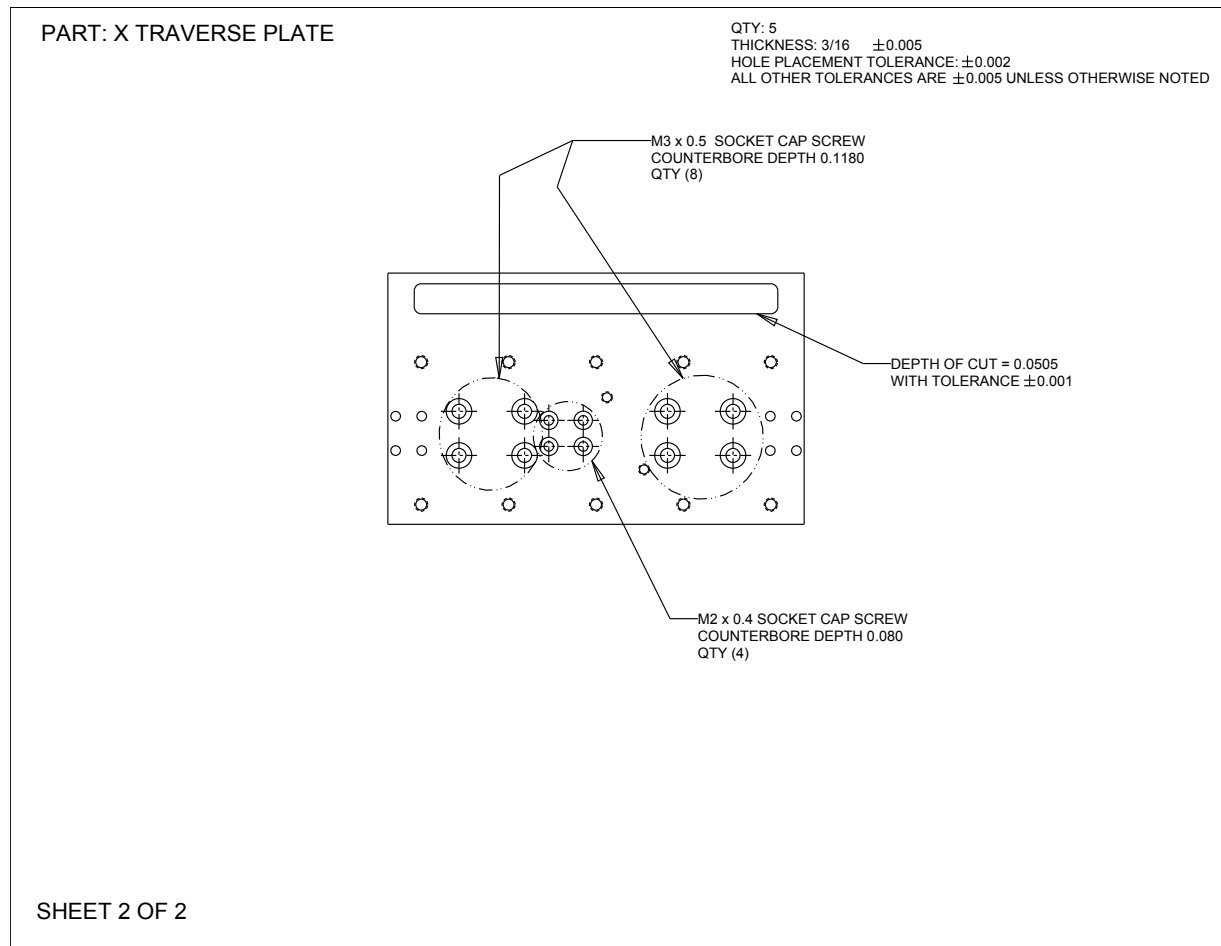 PART: X TRAVERSE PLATE
QTY: 5
THICKNESS: 3/16 ±0.005
HOLE PLACEMENT TOLERANCE: ±0.002
ALL OTHER TOLERANCES ARE ±0.005 UNLESS OTHERWISE NOTED
M3 x 0.5 SOCKET CAP SCREW
COUNTERBORE DEPTH 0.1180
QTY (8)
DEPTH OF CUT = 0.0505
WITH TOLERANCE ±0.001
M2 x 0.4 SOCKET CAP SCREW
COUNTERBORE DEPTH 0.080
QTY (4)
SHEET 2 OF 2